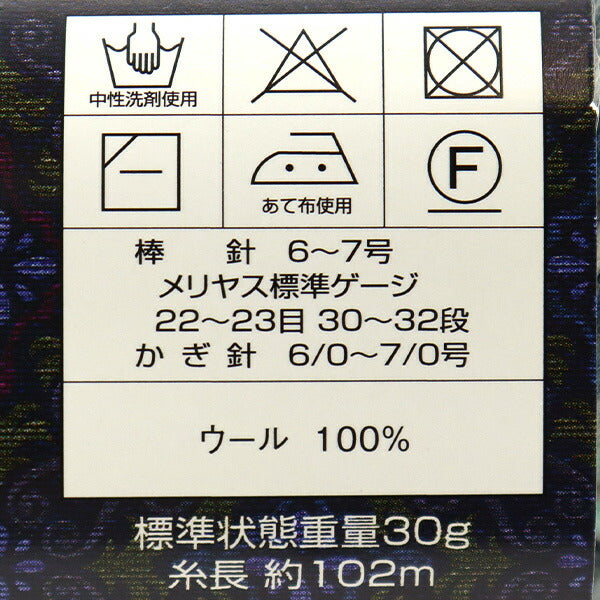 中性洗剤使用
あて布使用
F
棒 針 6～7号
メリヤス標準ゲージ
22～23目 30～32段
かぎ針 6/0～7/0号
ウール 100%
標準状態重量30g
糸長 約102m